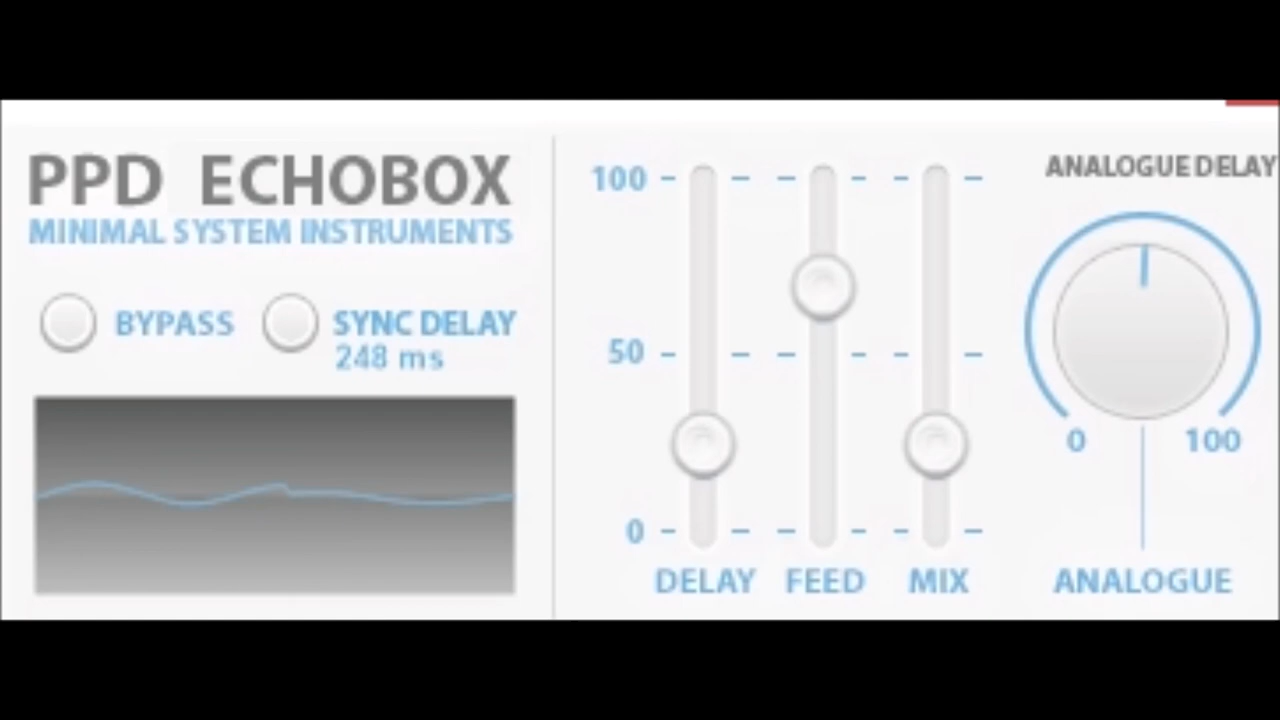 PPD ECHOBOX
MINIMAL SYSTEM INSTRUMENTS
BYPASS
SYNC DELAY
248 ms
100
50
0
DELAY
FEED
MIX
ANALOGUE DELAY
0
100
ANALOGUE